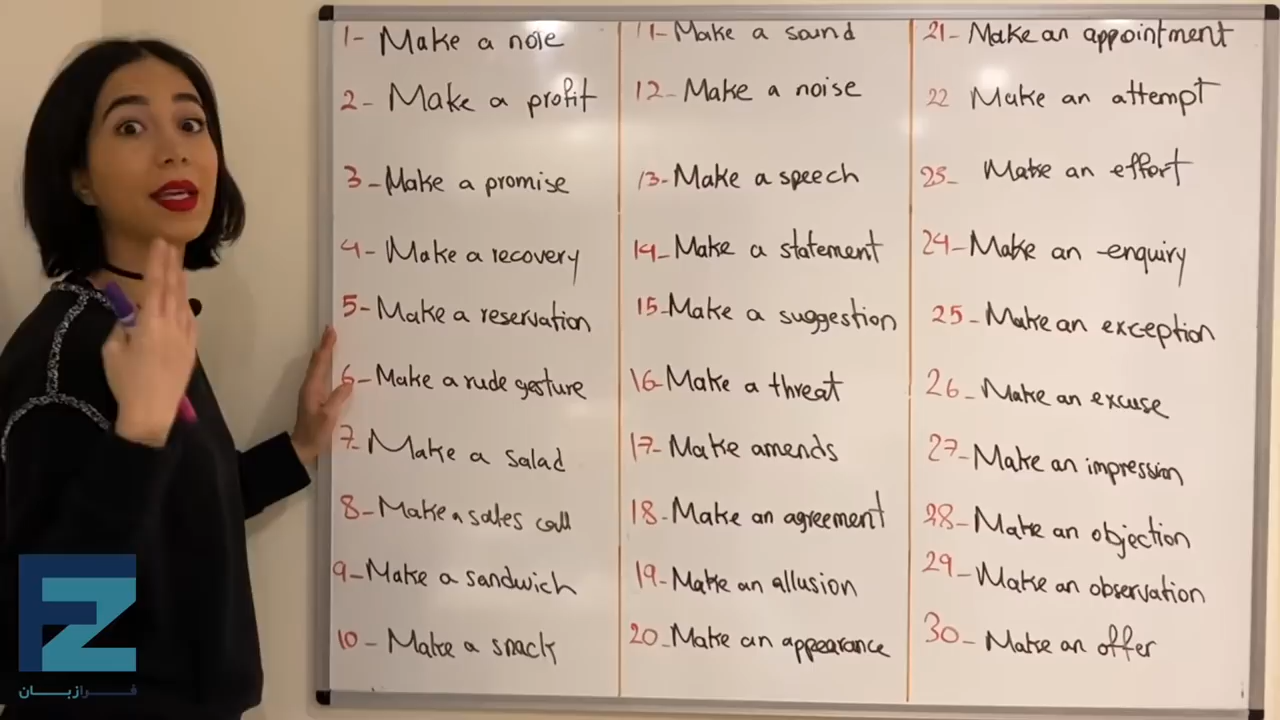 1- Make a note
2- Make a profit
3- Make a promise
4- Make a recovery
5- Make a reservation
6- Make a rude gesture
7- Make a salad
8- Make a sales call
9- Make a sandwich
10- Make a snack
11- Make a sound
12- Make a noise
13- Make a speech
14- Make a statement
15- Make a suggestion
16- Make a threat
17- Make amends
18- Make an agreement
19- Make an allusion
20- Make an appearance
21- Make an appointment
22 Make an attempt
23- Make an effort
24- Make an enquiry
25- Make an exception
26- Make an excuse
27- Make an impression
28- Make an objection
29- Make an observation
30- Make an offer
FZ
فرازبان